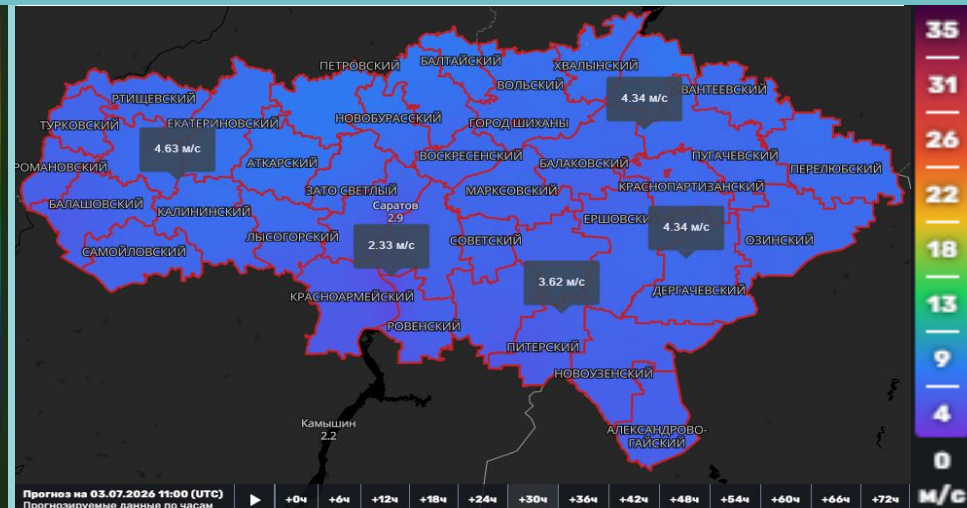 ПЕТРОВСКИЙ
БАЛТАЙСКИЙ
ХВАЛЫНСКИЙ
ВОЛЬСКИЙ
РТИЩЕВСКИЙ
4.34 м/с
ИВАНТЕЕВСКИЙ
ТУРКОВСКИЙ
ЕКАТЕРИНОВСКИЙ
НОВОБУРАССКИЙ
ГОРОД ШИХАНЫ
4.63 м/с
РОМАНОВСКИЙ
АТКАРСКИЙ
ВОСКРЕСЕНСКИЙ
БАЛАКОВСКИЙ
ПУГАЧЕВСКИЙ
ПЕРЕЛЮБСКИЙ
ЗАТО СВЕТЛЫЙ
МАРКСОВСКИЙ
КРАСНОПАРТИЗАНСКИЙ
БАЛАШОВСКИЙ
КАЛИНИНСКИЙ
Саратов
2.9
ЕРШОВСКИ
4.34 м/с
ЛЫСОГОРСКИЙ
2.33 м/с
СОВЕТСКИЙ
ОЗИНСКИЙ
САМОЙЛОВСКИЙ
3.62 м/с
КРАСНОАРМЕЙСКИЙ
ДЕРГАЧЕВСКИЙ
РОВЕНСКИЙ
ПИТЕРСКИЙ
НОВОУЗЕНСКИЙ
Камышин
2.2
АЛЕКСАНДРОВО-
ГАЙСКИЙ
35
31
26
22
18
13
9
4
0
м/с
Прогноз на 03.07.2026 11:00 (UTC)
Прогнозируемые данные по часам
+0ч +6ч +12ч +18ч +24ч +30ч +36ч +42ч +48ч +54ч +60ч +66ч +72ч